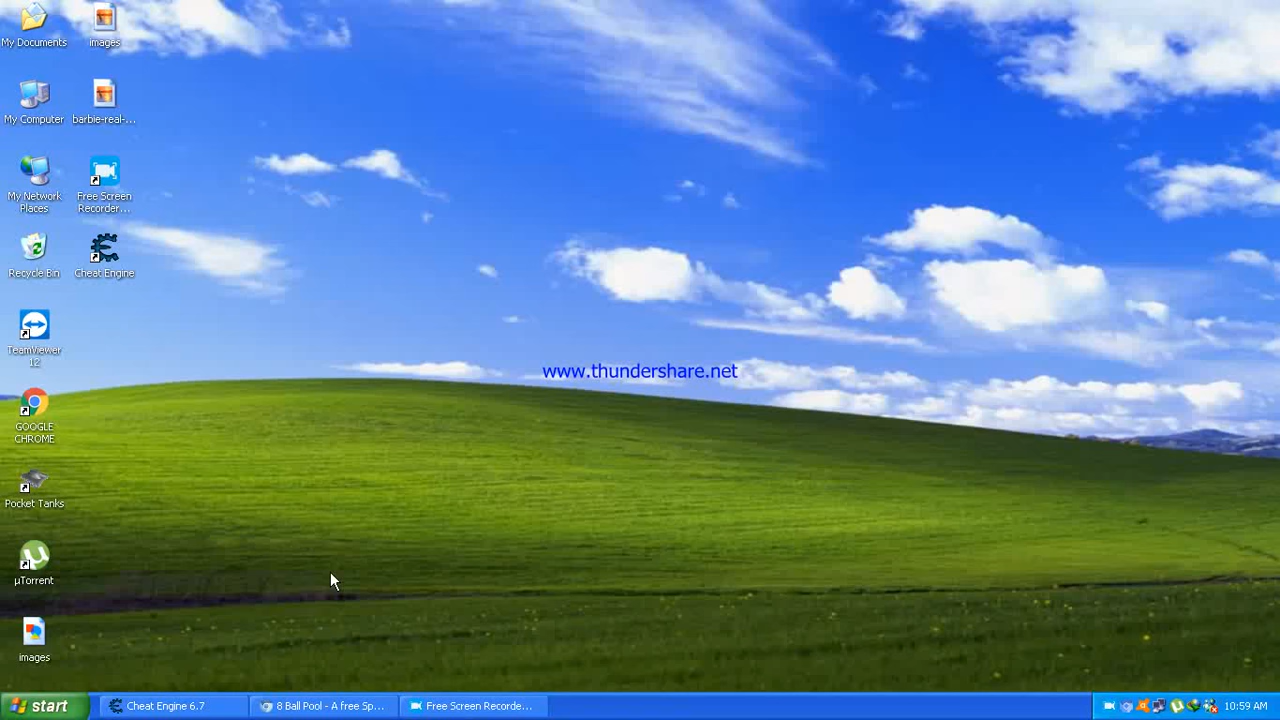 My Documents
images
My Computer
barbie-real-...
My Network
Places
Free Screen
Recorder...
Recycle Bin
Cheat Engine
TeamViewer
12
www.thundershare.net
GOOGLE
CHROME
Pocket Tanks
µTorrent
images
start
Cheat Engine 6.7
8 Ball Pool - A free Sp...
Free Screen Recorde...
10:59 AM